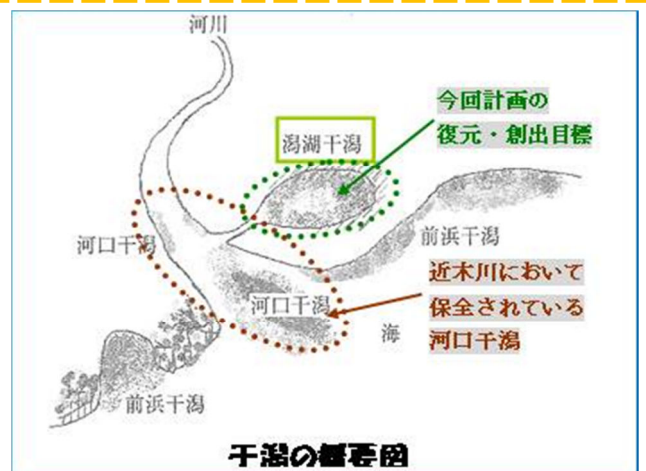 河川
今回計画の
復元・創出目標
潟湖干潟
河口干潟
前浜干潟
近木川において
保全されている
河口干潟
河口干潟
海
前浜干潟
干潟の概要図